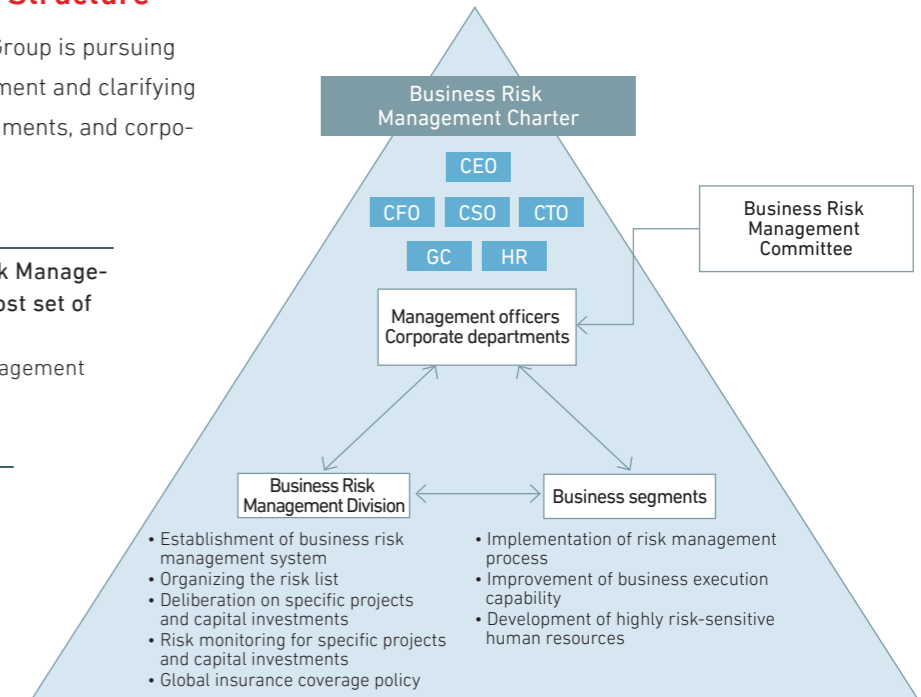 Structure
Group is pursuing
ment and clarifying
ments, and corpo-
k Manage-
ost set of
agement
Business Risk
Management Charter
CEO
CFO CSO CTO
GC HR
Business Risk
Management
Committee
Management officers
Corporate departments
Business Risk
Management Division
• Establishment of business risk
management system
• Organizing the risk list
• Deliberation on specific projects
and capital investments
• Risk monitoring for specific projects
and capital investments
• Global insurance coverage policy
Business segments
• Implementation of risk management
process
• Improvement of business execution
capability
• Development of highly risk-sensitive
human resources